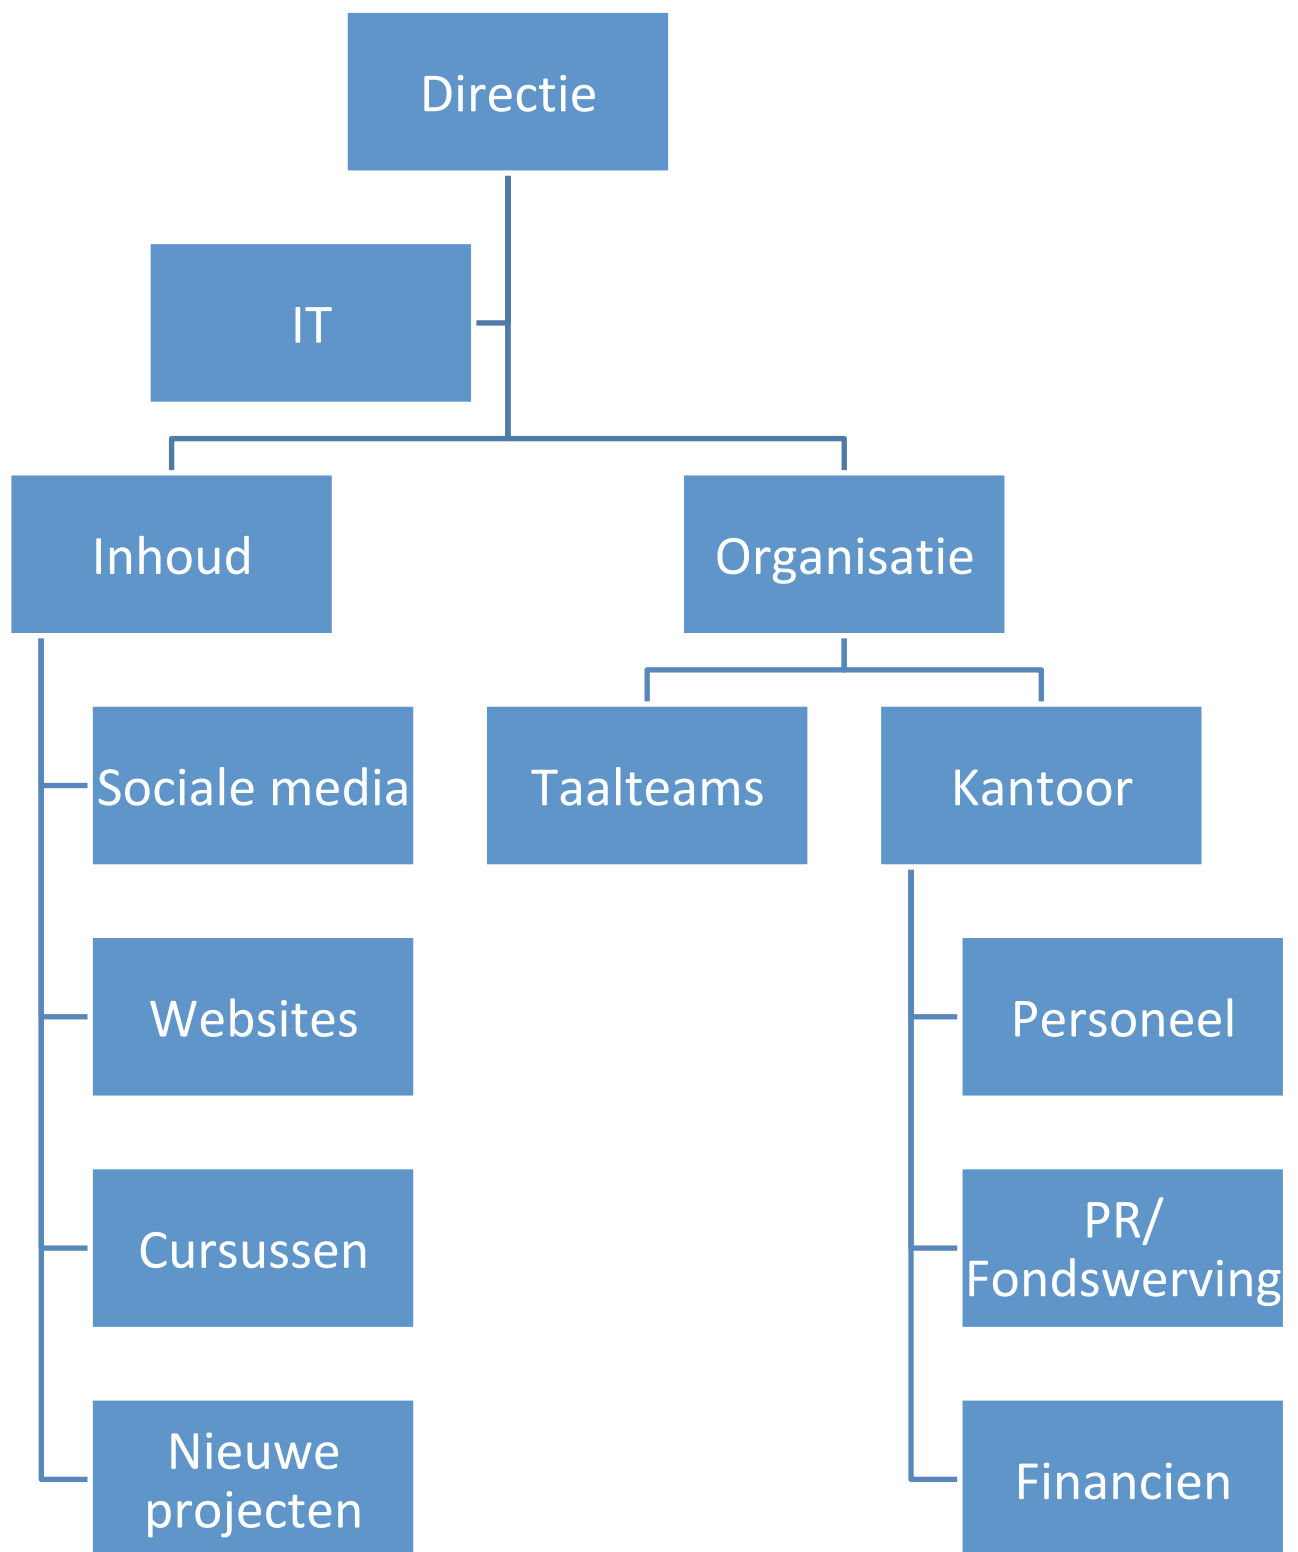 Directie
IT
Inhoud
Organisatie
Sociale media
Taalteams
Kantoor
Websites
Personeel
Cursussen
PR/
Fondswerving
Nieuwe
projecten
Financien